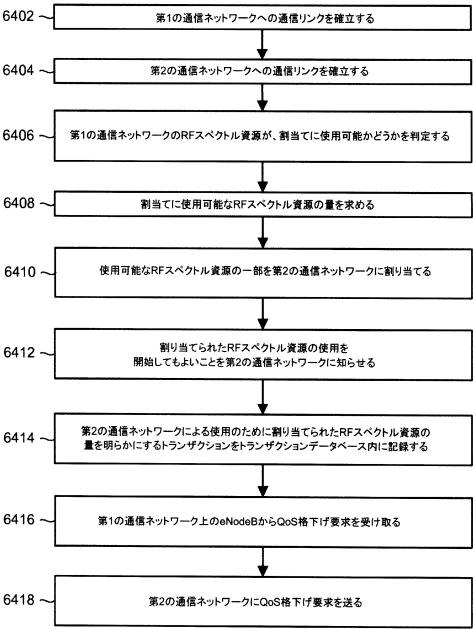 6402
第1の通信ネットワークへの通信リンクを確立する
6404
第2の通信ネットワークへの通信リンクを確立する
6406
第1の通信ネットワークのRFスペクトル資源が、割当てに使用可能かどうかを判定する
6408
割当てに使用可能なRFスペクトル資源の量を求める
6410
使用可能なRFスペクトル資源の一部を第2の通信ネットワークに割り当てる
6412
割り当てられたRFスペクトル資源の使用を
開始してもよいことを第2の通信ネットワークに知らせる
6414
第2の通信ネットワークによる使用のために割り当てられたRFスペクトル資源の
量を明らかにするトランザクションをトランザクションデータベース内に記録する
6416
第1の通信ネットワーク上のeNodeBからQoS格下げ要求を受け取る
6418
第2の通信ネットワークにQoS格下げ要求を送る